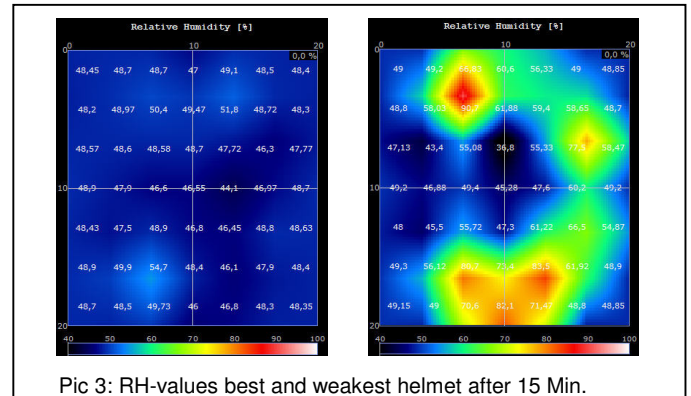 Relative Humidity [%]
0 10 20
0,0 %
48,45 48,7 48,7 47 49,1 48,5 48,4
48,2 48,97 50,4 49,47 51,8 48,72 48,3
48,57 48,6 48,58 48,7 47,72 46,3 47,77
10
48,9 47,9 46,6 46,55 44,1 46,97 48,7
48,43 47,5 48,9 46,8 46,45 48,8 48,63
48,9 49,9 54,7 48,4 46,1 47,9 48,4
48,7 48,5 49,73 46 46,8 48,3 48,35
20
40 50 60 70 80 90 100
Relative Humidity [%]
0 10 20
0,0 %
49 49,2 60,6 56,33 49 48,85
48,8 58,03 90,7 61,88 59,4 58,65 48,7
47,13 43,4 55,08 36,8 55,33 77,5 58,47
10
49,2 46,88 49,4 45,28 47,6 60,2 49,2
48 45,5 55,72 47,3 61,22 66,5 54,87
49,3 56,12 80,7 73,4 83,5 61,92 48,9
49,15 49 70,6 82,1 71,47 48,8 48,85
20
40 50 60 70 80 90 100
Pic 3: RH-values best and weakest helmet after 15 Min.